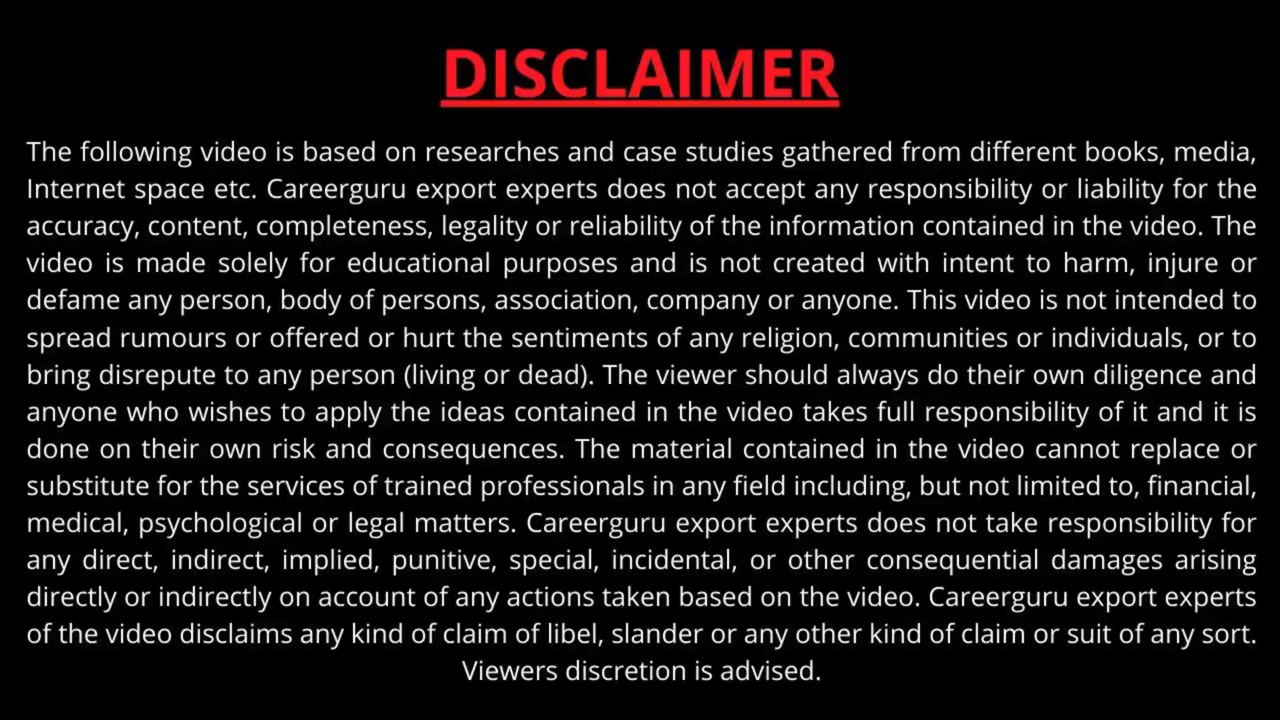 DISCLAIMER
The following video is based on researches and case studies gathered from different books, media,
Internet space etc. Careerguru export experts does not accept any responsibility or liability for the
accuracy, content, completeness, legality or reliability of the information contained in the video. The
video is made solely for educational purposes and is not created with intent to harm, injure or
defame any person, body of persons, association, company or anyone. This video is not intended to
spread rumours or offered or hurt the sentiments of any religion, communities or individuals, or to
bring disrepute to any person (living or dead). The viewer should always do their own diligence and
anyone who wishes to apply the ideas contained in the video takes full responsibility of it and it is
done on their own risk and consequences. The material contained in the video cannot replace or
substitute for the services of trained professionals in any field including, but not limited to, financial,
medical, psychological or legal matters. Careerguru export experts does not take responsibility for
any direct, indirect, implied, punitive, special, incidental, or other consequential damages arising
directly or indirectly on account of any actions taken based on the video. Careerguru export experts
of the video disclaims any kind of claim of libel, slander or any other kind of claim or suit of any sort.
Viewers discretion is advised.